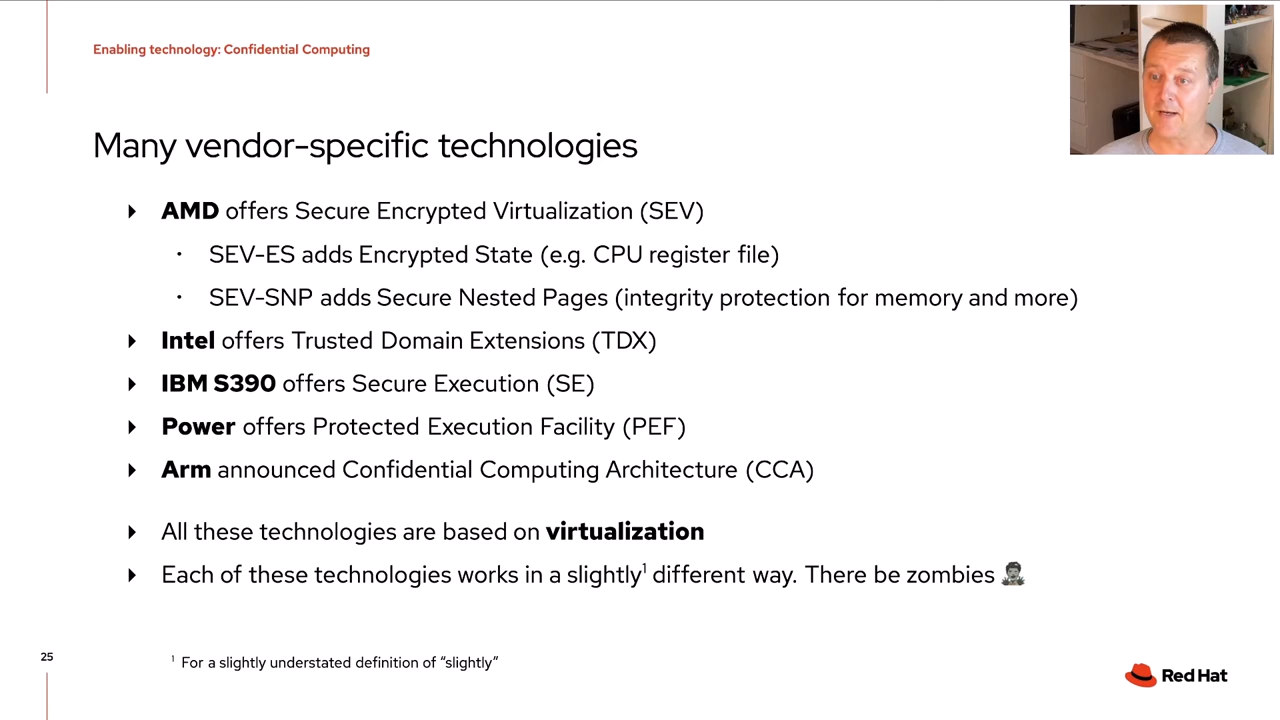 Enabling technology: Confidential Computing
Many vendor-specific technologies
AMD offers Secure Encrypted Virtualization (SEV)
SEV-ES adds Encrypted State (e.g. CPU register file)
SEV-SNP adds Secure Nested Pages (integrity protection for memory and more)
Intel offers Trusted Domain Extensions (TDX)
IBM S390 offers Secure Execution (SE)
Power offers Protected Execution Facility (PEF)
Arm announced Confidential Computing Architecture (CCA)
All these technologies are based on virtualization
Each of these technologies works in a slightly¹ different way. There be zombies 🧟
25
¹ For a slightly understated definition of “slightly”
Red Hat